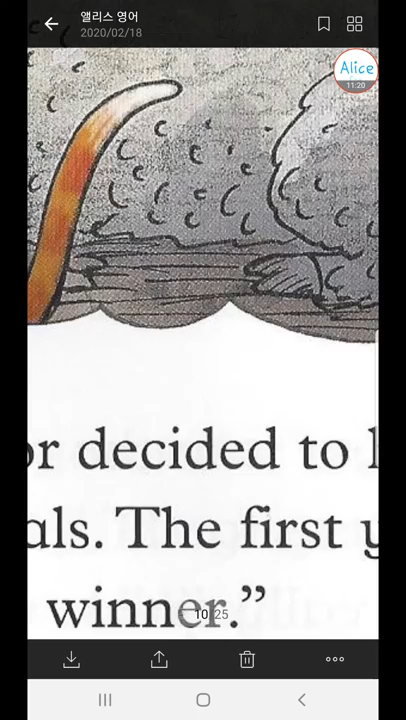 앨리스 영어
2020/02/18
Alice
11:20
or decided to
als. The first y
winner.”
10/25